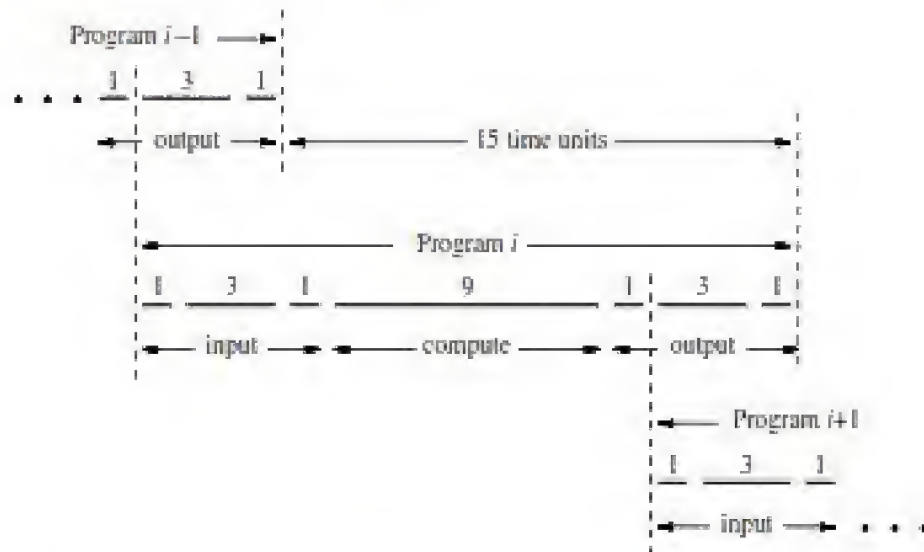 Program i−1
1 3 1
• • •
output
15 time units
Program i
1 3 1 9 1 3 1
input compute output
Program i+1
1 3 1
input • • •